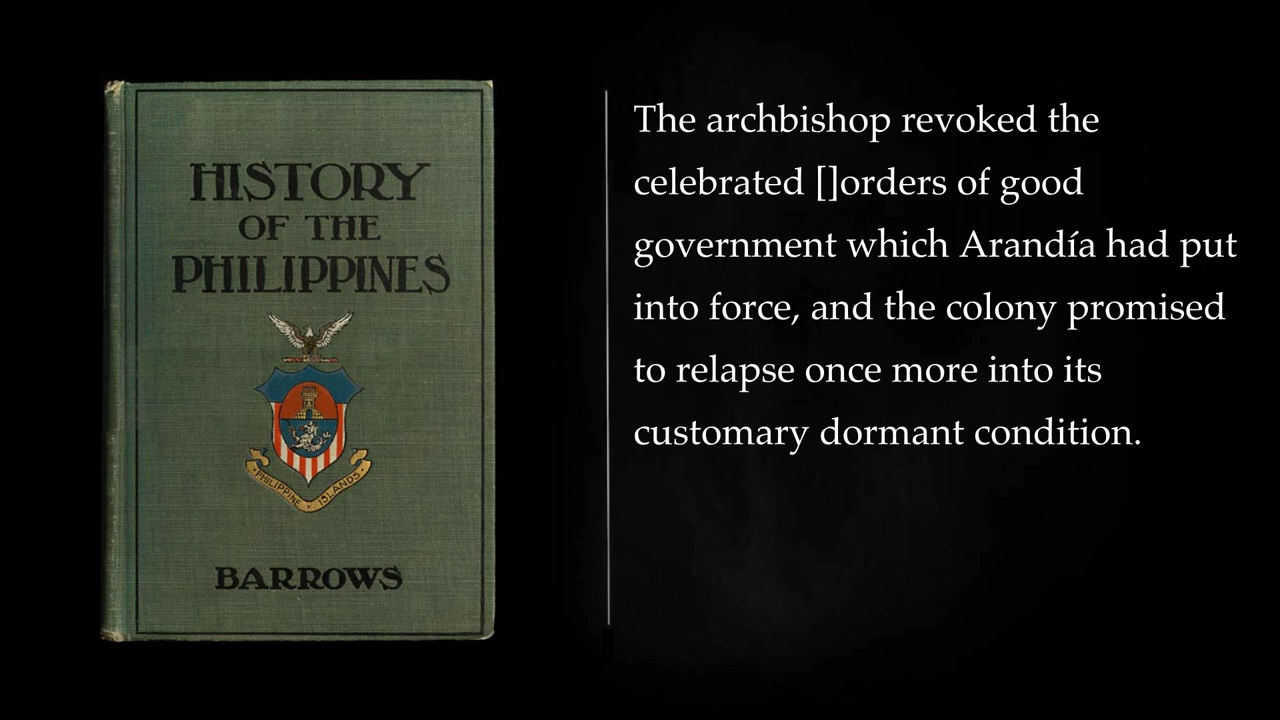 HISTORY
OF THE
PHILIPPINES
PHILIPPINE ISLANDS
BARROWS
The archbishop revoked the
celebrated []orders of good
government which Arandía had put
into force, and the colony promised
to relapse once more into its
customary dormant condition.